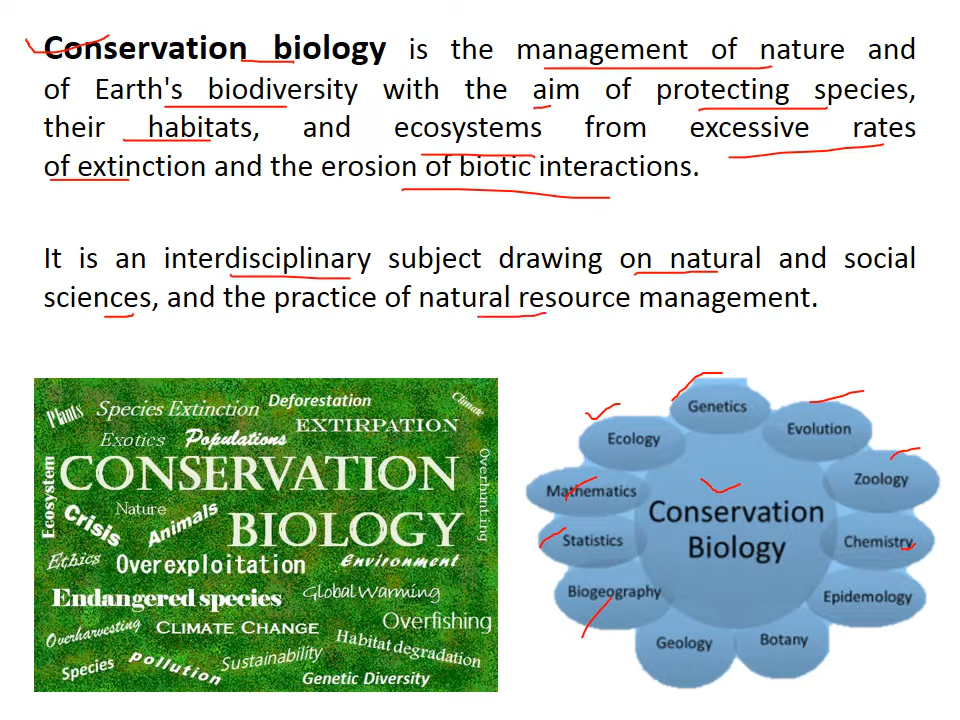 Conservation biology is the management of nature and
of Earth's biodiversity with the aim of protecting species,
their habitats, and ecosystems from excessive rates
of extinction and the erosion of biotic interactions.
It is an interdisciplinary subject drawing on natural and social
sciences, and the practice of natural resource management.
Plants
Species Extinction
Deforestation
Climate
Exotics
Populations
EXTIRPATION
Ecosystem
CONSERVATION
Overhunting
Crisis
Nature
Animals
BIOLOGY
Ethics
Overexploitation
Environment
Endangered species
Global Warming
Overharvesting
CLIMATE CHANGE
Overfishing
Habitat degradation
Species
Pollution
Sustainability
Genetic Diversity
Genetics
Ecology
Evolution
Mathematics
Zoology
Conservation
Biology
Statistics
Chemistry
Biogeography
Epidemology
Geology
Botany